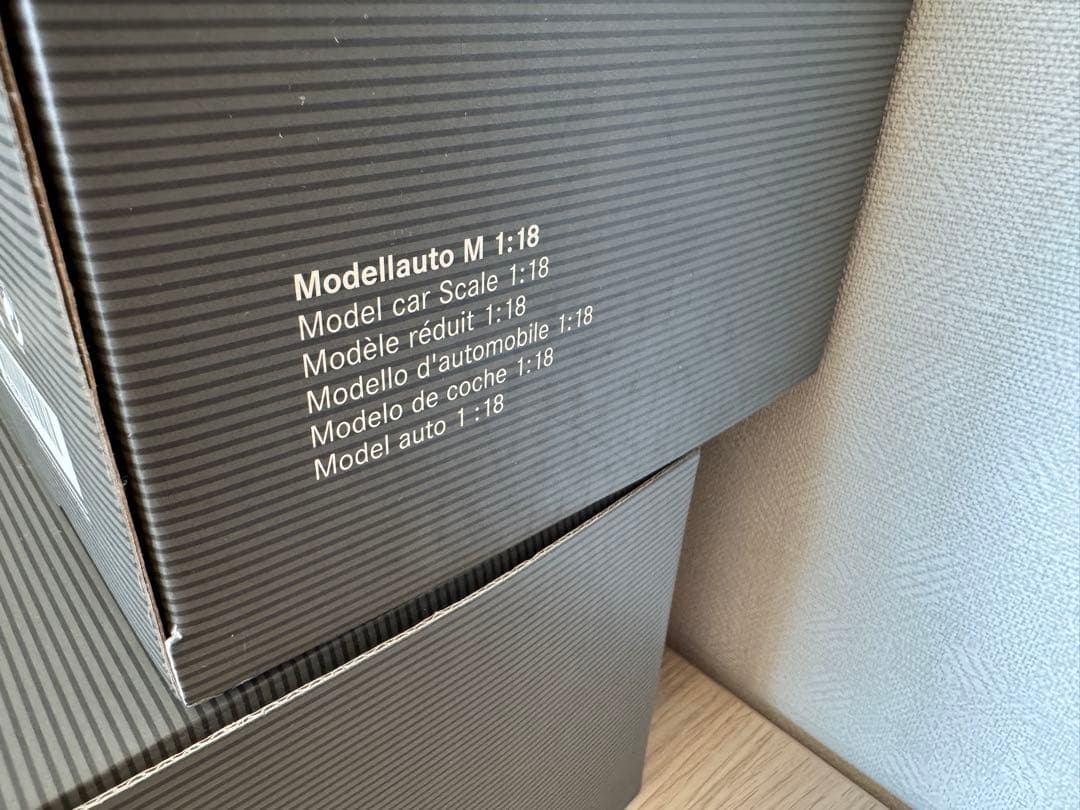 Modellauto M 1:18
Model car Scale 1:18
Modèle réduit 1:18
Modello d'automobile 1:18
Modelo de coche 1:18
Model auto 1 :18